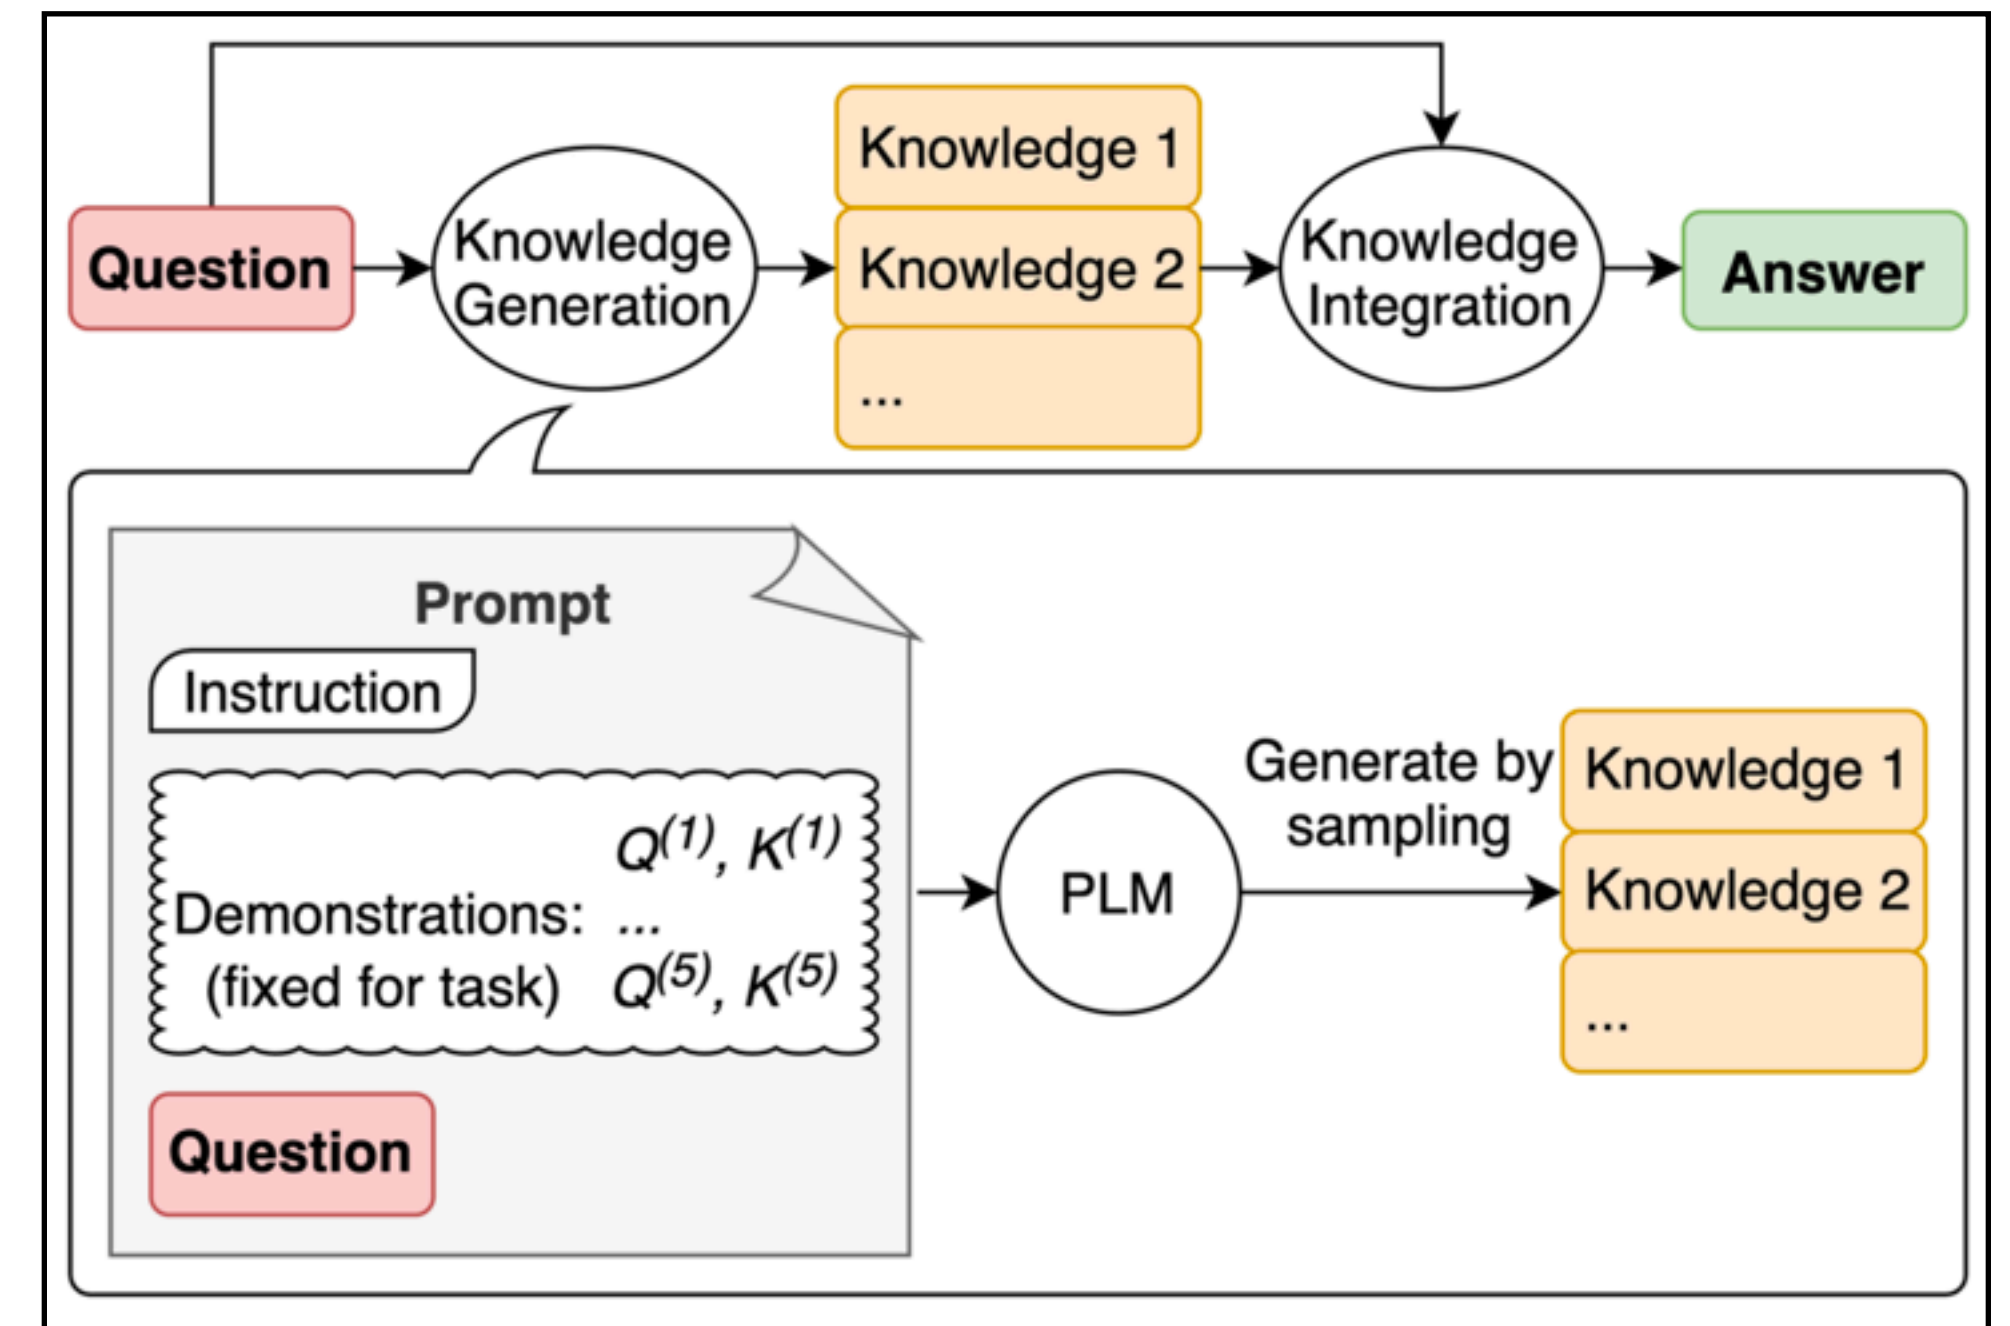 Question
Knowledge
Generation
Knowledge 1
Knowledge 2
...
Knowledge
Integration
Answer
Prompt
Instruction
Q(1), K(1)
Demonstrations: ...
(fixed for task) Q(5), K(5)
Question
PLM
Generate by
sampling
Knowledge 1
Knowledge 2
...